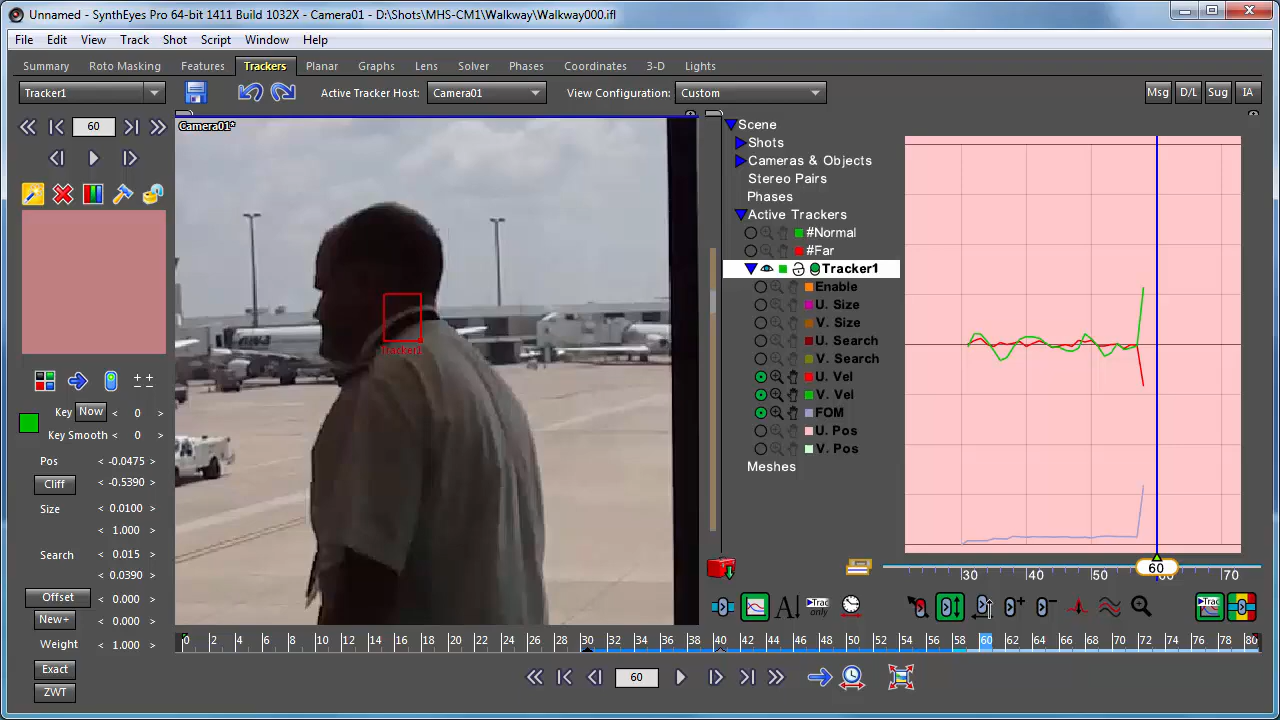 Unnamed - SynthEyes Pro 64-bit 1411 Build 1032X - Camera01 - D:\Shots\MHS-CM1\Walkway\Walkway000.ifl
File Edit View Track Shot Script Window Help
Summary Roto Masking Features Trackers Planar Graphs Lens Solver Phases Coordinates 3-D Lights
Tracker1 Active Tracker Host: Camera01 View Configuration: Custom Msg D/L Sug IA
60
Camera01*
Tracker1
Key Now < 0 >
Key Smooth < 0 >
Pos < -0.0475 >
Cliff < -0.5390 >
Size < 0.0100 >
< 1.000 >
Search < 0.015 >
< 0.0390 >
Offset < 0.000 >
New+ < 0.000 >
Weight < 1.000 >
Exact
ZWT
Scene
Shots
Cameras & Objects
Stereo Pairs
Phases
Active Trackers
#Normal
#Far
Tracker1
Enable
U. Size
V. Size
U. Search
V. Search
U. Vel
V. Vel
FOM
U. Pos
V. Pos
Meshes
30 40 50 60 60 70
A Trac only Trac
0 2 4 6 8 10 12 14 16 18 20 22 24 26 28 30 32 34 36 38 40 42 44 46 48 50 52 54 56 58 60 62 64 66 68 70 72 74 76 78 80
60